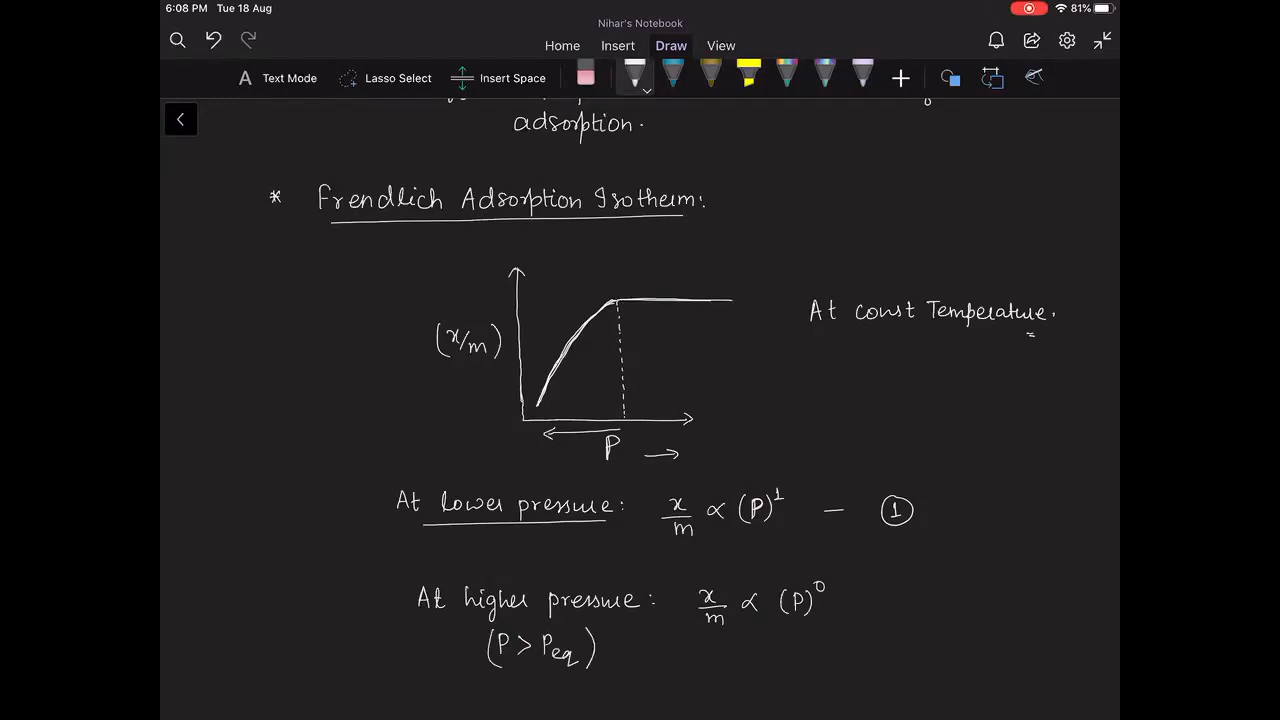 6:08 PM Tue 18 Aug
81%
Nihar's Notebook
Home Insert Draw View
Text Mode Lasso Select Insert Space
adsorption.
* Frendlich Adsorption Isotherm:
(x/m)
At const Temperature.
P →
At lower pressure: x/m ∝ (P)^1 — ①
At higher pressure: x/m ∝ (P)^0
(P > Peq)